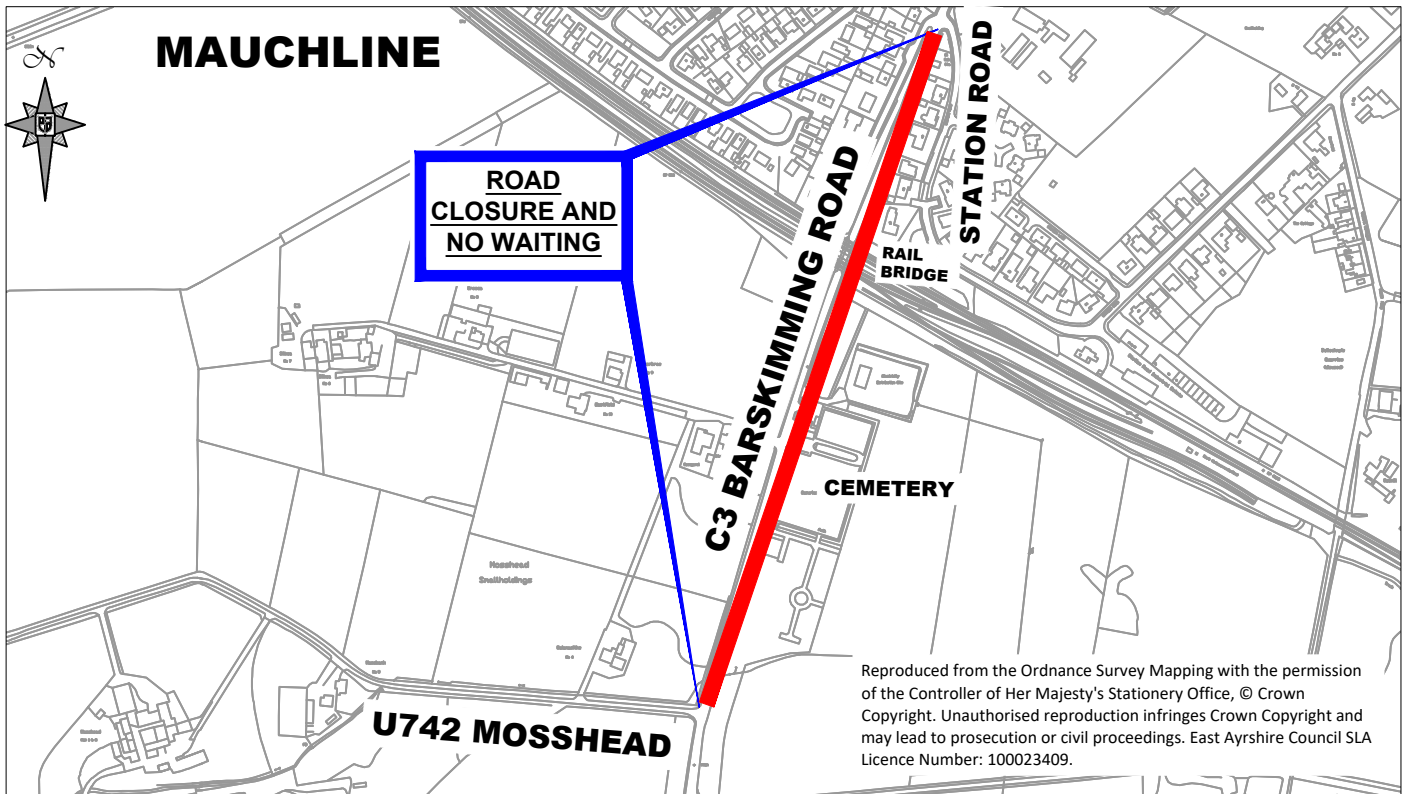 MAUCHLINE
N
ROAD
CLOSURE AND
NO WAITING
STATION ROAD
C3 BARSKIMMING ROAD
RAIL
BRIDGE
CEMETERY
Mosshead
Smallholdings
U742 MOSSHEAD
Reproduced from the Ordnance Survey Mapping with the permission
of the Controller of Her Majesty's Stationery Office, © Crown
Copyright. Unauthorised reproduction infringes Crown Copyright and
may lead to prosecution or civil proceedings. East Ayrshire Council SLA
Licence Number: 100023409.